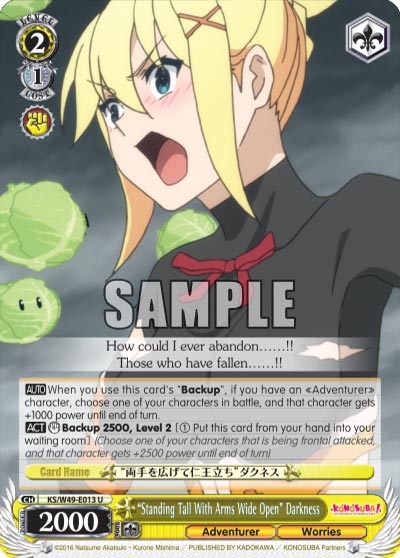 LEVEL
2
1
COST
SAMPLE
How could I ever abandon……!!
Those who have fallen……!!
AUTO When you use this card's "Backup", if you have an «Adventurer»
character, choose one of your characters in battle, and that character gets
+1000 power until end of turn.
ACT Backup 2500, Level 2 [① Put this card from your hand into your
waiting room] (Choose one of your characters that is being frontal attacked,
and that character gets +2500 power until end of turn)
Card Name "両手を広げて仁王立ち"ダクネス
CH KS/W49-E013 U
"Standing Tall With Arms Wide Open" Darkness
KONOSUBA!
POWER 2000
TRAITS Adventurer Worries
©2016 Natsume Akatsuki・Kurone Mishima / PUBLISHED BY KADOKAWA / KONOSUBA Partners